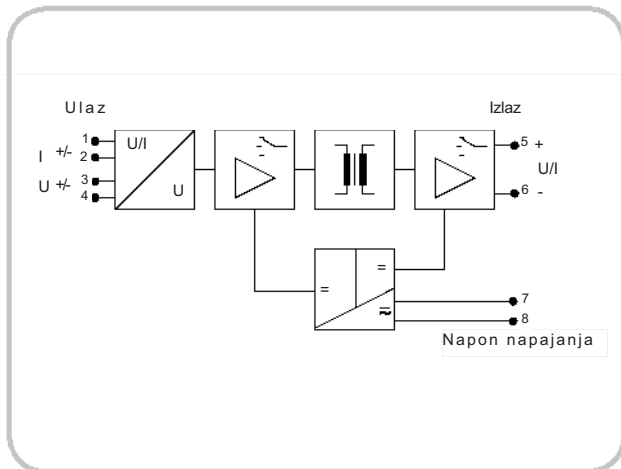 Ulaz
Izlaz
1
U/I
5 +
I +/- 2
U/I
U +/- 3
U
4
6 -
=
=
≂
7
8
Napon napajanja